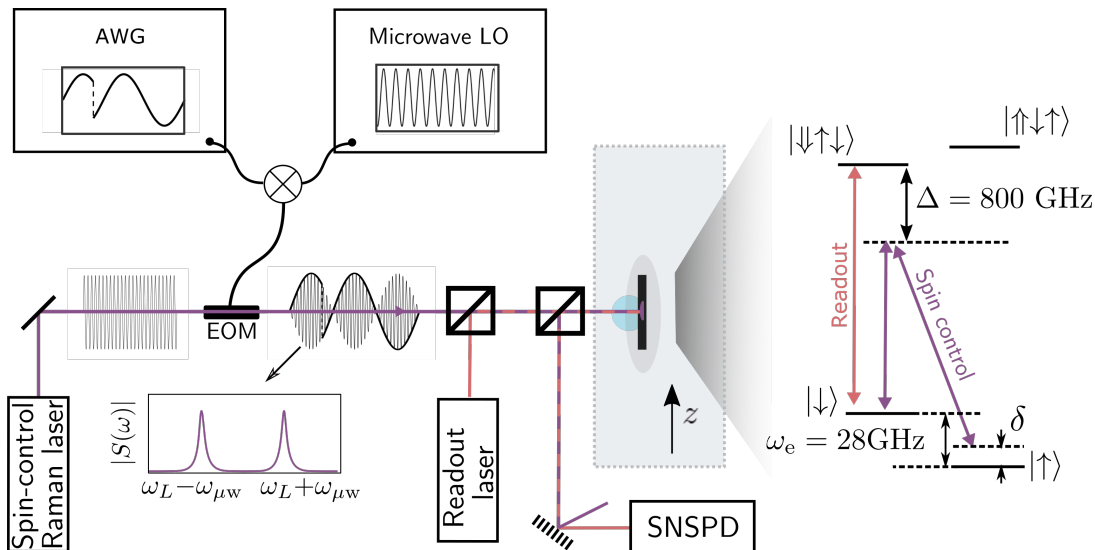 AWG
Microwave LO
EOM
Spin-control
Raman laser
|S(ω)|
ω_L−ω_μw
ω_L+ω_μw
Readout
laser
SNSPD
z
|⇓↑↓⟩
|⇑↓↑⟩
Δ = 800 GHz
Readout
Spin control
|↓⟩
ω_e = 28GHz
δ
|↑⟩